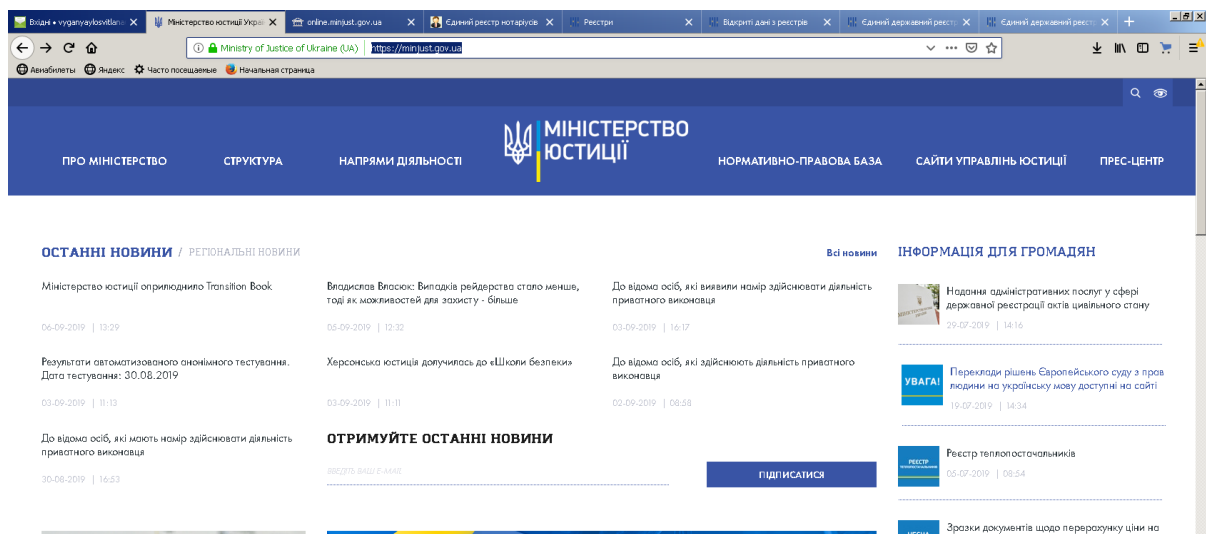 Вхідні • vyganyaylosvitlana
Міністерство юстиції Украї
online.minjust.gov.ua
Єдиний реєстр нотаріусів
Реєстри
Відкриті дані з реєстрів
Єдиний державний реєстр
Єдиний державний реєст
Ministry of Justice of Ukraine (UA)
https://minjust.gov.ua
Авиабилеты
Яндекс
Часто посещаемые
Начальная страница
ПРО МІНІСТЕРСТВО
СТРУКТУРА
НАПРЯМИ ДІЯЛЬНОСТІ
МІНІСТЕРСТВО
ЮСТИЦІЇ
НОРМАТИВНО-ПРАВОВА БАЗА
САЙТИ УПРАВЛІНЬ ЮСТИЦІЇ
ПРЕС-ЦЕНТР
ОСТАННІ НОВИНИ / РЕГІОНАЛЬНІ НОВИНИ
Всі новини
Міністерство юстиції оприлюднило Transition Book
06-09-2019 | 13:29
Владислав Власюк: Випадків рейдерства стало менше,
тоді як можливостей для захисту - більше
05-09-2019 | 12:32
До відома осіб, які виявили намір здійснювати діяльність
приватного виконавця
03-09-2019 | 16:17
Результати автоматизованого анонімного тестування.
Дата тестування: 30.08.2019
03-09-2019 | 11:13
Херсонська юстиція долучилась до «Школи безпеки»
03-09-2019 | 11:11
До відома осіб, які здійснюють діяльність приватного
виконавця
02-09-2019 | 08:58
До відома осіб, які мають намір здійснювати діяльність
приватного виконавця
30-08-2019 | 16:53
ОТРИМУЙТЕ ОСТАННІ НОВИНИ
ВВЕДІТЬ ВАШ E-MAIL
ПІДПИСАТИСЯ
ІНФОРМАЦІЯ ДЛЯ ГРОМАДЯН
Надання адміністративних послуг у сфері
державної реєстрації актів цивільного стану
29-07-2019 | 14:16
УВАГА!
Переклади рішень Європейського суду з прав
людини на українську мову доступні на сайті
19-07-2019 | 14:34
РЕЄСТР
ТЕПЛОПОСТАЧАЛЬНИКІВ
Реєстр теплопостачальників
05-07-2019 | 08:54
Зразки документів щодо перерахунку ціни на